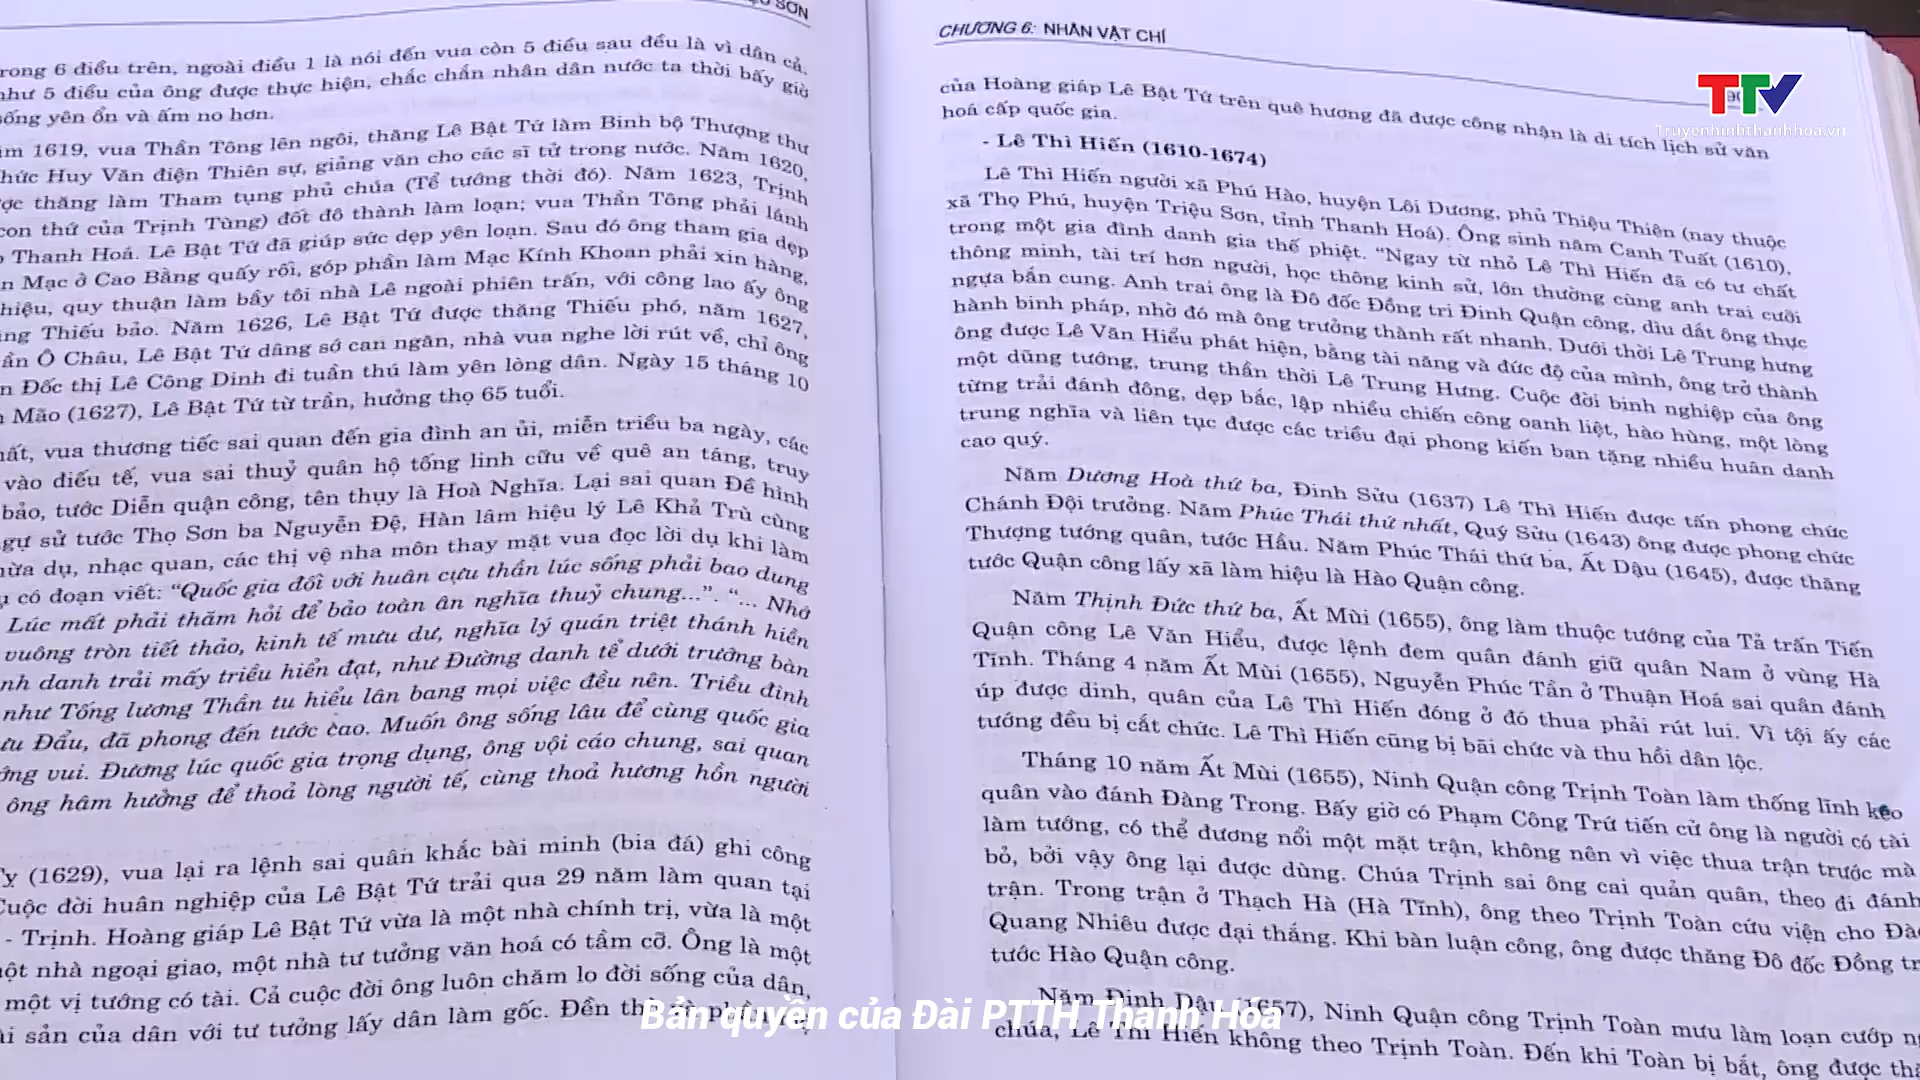 SƠN
rong 6 điều trên, ngoài điều 1 là nói đến vua còn 5 điều sau đều là vì dân cả.
như 5 điều của ông được thực hiện, chắc chắn nhân dân nước ta thời bấy giờ
sống yên ổn và ấm no hơn.
ăm 1619, vua Thần Tông lên ngôi, thăng Lê Bật Tứ làm Binh bộ Thượng thư
hức Huy Văn điện Thiên sự, giảng văn cho các sĩ tử trong nước. Năm 1620,
ợc thăng làm Tham tụng phủ chúa (Tể tướng thời đó). Năm 1623, Trịnh
con thứ của Trịnh Tùng) đốt đô thành làm loạn; vua Thần Tông phải lánh
Thanh Hoá. Lê Bật Tứ đã giúp sức dẹp yên loạn. Sau đó ông tham gia dẹp
n Mạc ở Cao Bằng quấy rối, góp phần làm Mạc Kính Khoan phải xin hàng,
hiệu, quy thuận làm bầy tôi nhà Lê ngoài phiên trấn, với công lao ấy ông
ng Thiếu bảo. Năm 1626, Lê Bật Tứ được thăng Thiếu phó, năm 1627,
ần Ô Châu, Lê Bật Tứ dâng sớ can ngăn, nhà vua nghe lời rút về, chỉ ông
n Đốc thị Lê Công Dinh đi tuần thú làm yên lòng dân. Ngày 15 tháng 10
Mão (1627), Lê Bật Tứ từ trần, hưởng thọ 65 tuổi.
ất, vua thương tiếc sai quan đến gia đình an ủi, miễn triều ba ngày, các
vào điếu tế, vua sai thuỷ quân hộ tống linh cữu về quê an táng, truy
bảo, tước Diễn quận công, tên thụy là Hoà Nghĩa. Lại sai quan Đề hình
gự sử tước Thọ Sơn ba Nguyễn Đệ, Hàn lâm hiệu lý Lê Khả Trù cùng
hừa dụ, nhạc quan, các thị vệ nha môn thay mặt vua đọc lời dụ khi làm
ụ có đoạn viết: “Quốc gia đối với huân cựu thần lúc sống phải bao dung
Lúc mất phải thăm hỏi để bảo toàn ân nghĩa thuỷ chung...”. “... Nhớ
vuông tròn tiết thảo, kinh tế mưu dư, nghĩa lý quán triệt thánh hiền
nh danh trải mấy triều hiển đạt, như Đường danh tể dưới trướng bàn
như Tống lương Thần tu hiểu lân bang mọi việc đều nên. Triều đình
ưu Đẩu, đã phong đến tước cao. Muốn ông sống lâu để cùng quốc gia
ởng vui. Đương lúc quốc gia trọng dụng, ông vội cáo chung, sai quan
ông hâm hưởng để thoả lòng người tế, cùng thoả hương hồn người
Tỵ (1629), vua lại ra lệnh sai quân khắc bài minh (bia đá) ghi công
Cuộc đời huân nghiệp của Lê Bật Tứ trải qua 29 năm làm quan tại
- Trịnh. Hoàng giáp Lê Bật Tứ vừa là một nhà chính trị, vừa là một
một nhà ngoại giao, một nhà tư tưởng văn hoá có tầm cỡ. Ông là một
một vị tướng có tài. Cả cuộc đời ông luôn chăm lo đời sống của dân,
ài sản của dân với tư tưởng lấy dân làm gốc. Đền thờ
CHƯƠNG 6: NHÂN VẬT CHÍ
của Hoàng giáp Lê Bật Tứ trên quê hương đã được công nhận là di tích lịch sử văn
hoá cấp quốc gia.
- Lê Thì Hiến (1610-1674)
Lê Thì Hiến người xã Phú Hào, huyện Lôi Dương, phủ Thiệu Thiên (nay thuộc
xã Thọ Phú, huyện Triệu Sơn, tỉnh Thanh Hoá). Ông sinh năm Canh Tuất (1610),
trong một gia đình danh gia thế phiệt. “Ngay từ nhỏ Lê Thì Hiến đã có tư chất
thông minh, tài trí hơn người, học thông kinh sử, lớn thường cùng anh trai cưỡi
ngựa bắn cung. Anh trai ông là Đô đốc Đồng tri Đinh Quận công, dìu dắt ông thực
hành binh pháp, nhờ đó mà ông trưởng thành rất nhanh. Dưới thời Lê Trung hưng
ông được Lê Văn Hiểu phát hiện, bằng tài năng và đức độ của mình, ông trở thành
một dũng tướng, trung thần thời Lê Trung Hưng. Cuộc đời binh nghiệp của ông
từng trải đánh đông, dẹp bắc, lập nhiều chiến công oanh liệt, hào hùng, một lòng
trung nghĩa và liên tục được các triều đại phong kiến ban tặng nhiều huân danh
cao quý.
Năm Dương Hoà thứ ba, Đinh Sửu (1637) Lê Thì Hiến được tấn phong chức
Chánh Đội trưởng. Năm Phúc Thái thứ nhất, Quý Sửu (1643) ông được phong chức
Thượng tướng quân, tước Hầu. Năm Phúc Thái thứ ba, Ất Dậu (1645), được thăng
tước Quận công lấy xã làm hiệu là Hào Quận công.
Năm Thịnh Đức thứ ba, Ất Mùi (1655), ông làm thuộc tướng của Tả trấn Tiến
Quận công Lê Văn Hiểu, được lệnh đem quân đánh giữ quân Nam ở vùng Hà
Tĩnh. Tháng 4 năm Ất Mùi (1655), Nguyễn Phúc Tần ở Thuận Hoá sai quân đánh
úp được dinh, quân của Lê Thì Hiến đóng ở đó thua phải rút lui. Vì tội ấy các
tướng đều bị cắt chức. Lê Thì Hiến cũng bị bãi chức và thu hồi dân lộc.
Tháng 10 năm Ất Mùi (1655), Ninh Quận công Trịnh Toàn làm thống lĩnh kéo
quân vào đánh Đàng Trong. Bấy giờ có Phạm Công Trứ tiến cử ông là người có tài
làm tướng, có thể đương nổi một mặt trận, không nên vì việc thua trận trước mà
bỏ, bởi vậy ông lại được dùng. Chúa Trịnh sai ông cai quản quân, theo đi đánh
trận. Trong trận ở Thạch Hà (Hà Tĩnh), ông theo Trịnh Toàn cứu viện cho Đào
Quang Nhiêu được đại thắng. Khi bàn luận công, ông được thăng Đô đốc Đồng tr
tước Hào Quận công.
Năm Đinh Dậu (1657), Ninh Quận công Trịnh Toàn mưu làm loạn cướp n
chúa, Lê Thì Hiến không theo Trịnh Toàn. Đến khi Toàn bị bắt, ông được th
TTV
Truyenhinhthanhhoa.vn
Bản quyền của Đài PTTH Thanh Hóa